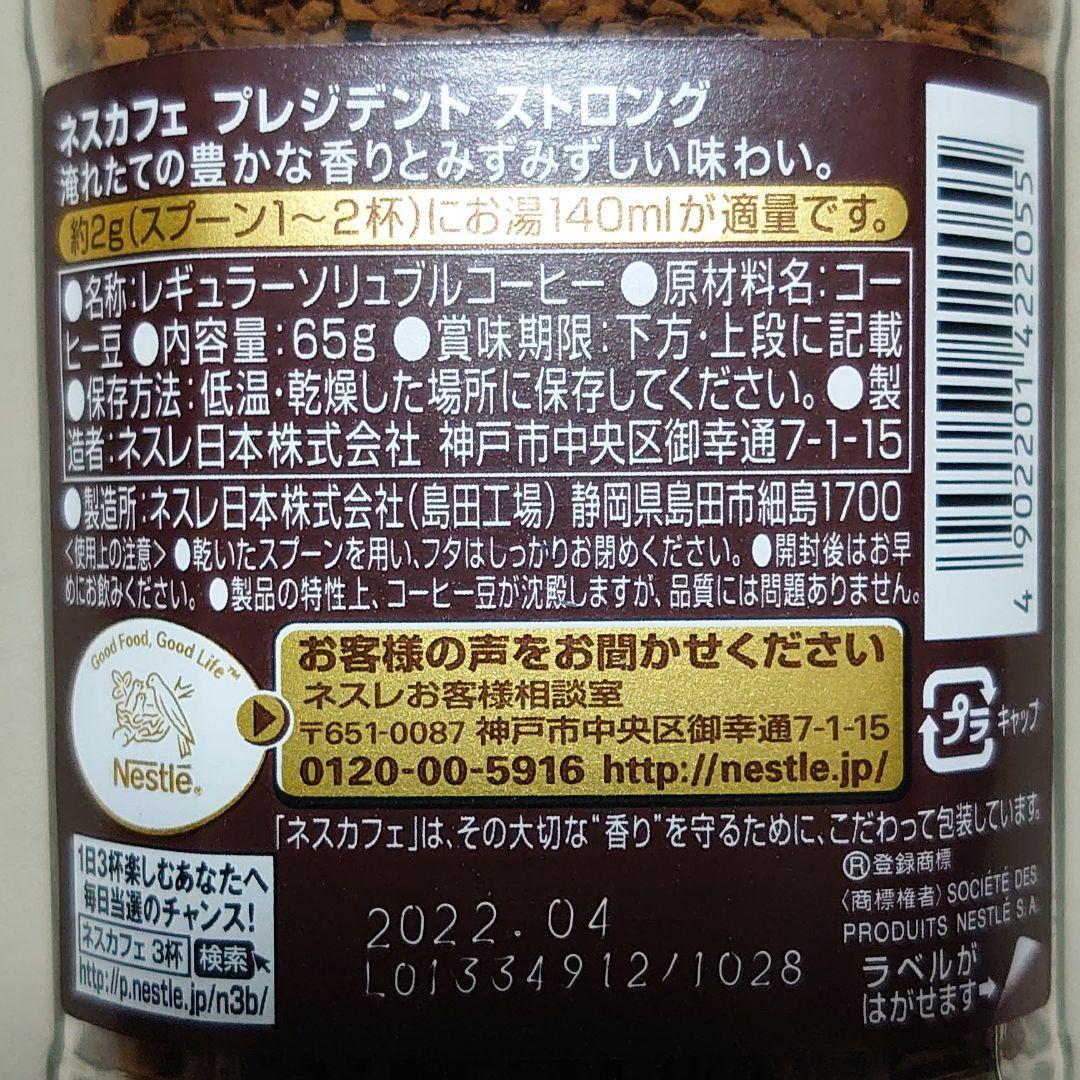 ネスカフェ プレジデント ストロング
淹れたての豊かな香りとみずみずしい味わい。
約2g(スプーン1～2杯)にお湯140mlが適量です。
●名称:レギュラーソリュブルコーヒー ●原材料名:コー
ヒー豆 ●内容量:65g ●賞味期限:下方・上段に記載
●保存方法:低温・乾燥した場所に保存してください。●製
造者:ネスレ日本株式会社 神戸市中央区御幸通7-1-15
●製造所:ネスレ日本株式会社(島田工場) 静岡県島田市細島1700
<使用上の注意> ●乾いたスプーンを用い、フタはしっかりお閉めください。●開封後はお早
めにお飲みください。 ●製品の特性上、コーヒー豆が沈殿しますが、品質には問題ありません。
4 902201 422055
Good Food, Good Life™
Nestlé®
お客様の声をお聞かせください
ネスレお客様相談室
〒651-0087 神戸市中央区御幸通7-1-15
0120-00-5916 http://nestle.jp/
プラ キャップ
「ネスカフェ」は、その大切な“香り”を守るために、こだわって包装しています。
1日3杯楽しむあなたへ
毎日当選のチャンス!
ネスカフェ 3杯 検索
http://p.nestle.jp/n3b/
2022.04
L01334912/1028
®登録商標
〈商標権者〉SOCIÉTÉ DES
PRODUITS NESTLÉ S.A.
ラベルが
はがせます→